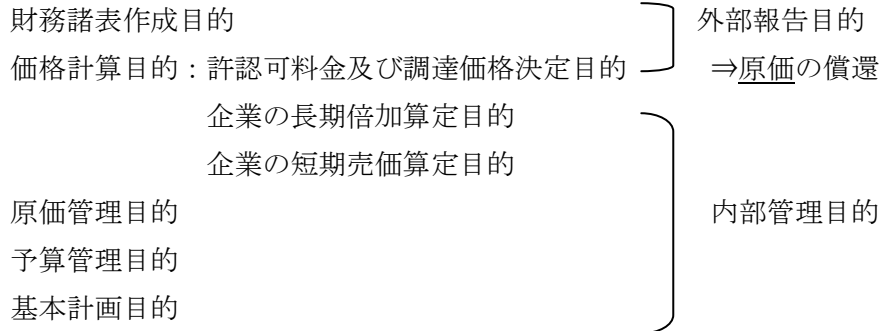 財務諸表作成目的 外部報告目的
価格計算目的:許認可料金及び調達価格決定目的 ⇒原価の償還
企業の長期倍加算定目的
企業の短期売価算定目的
原価管理目的 内部管理目的
予算管理目的
基本計画目的